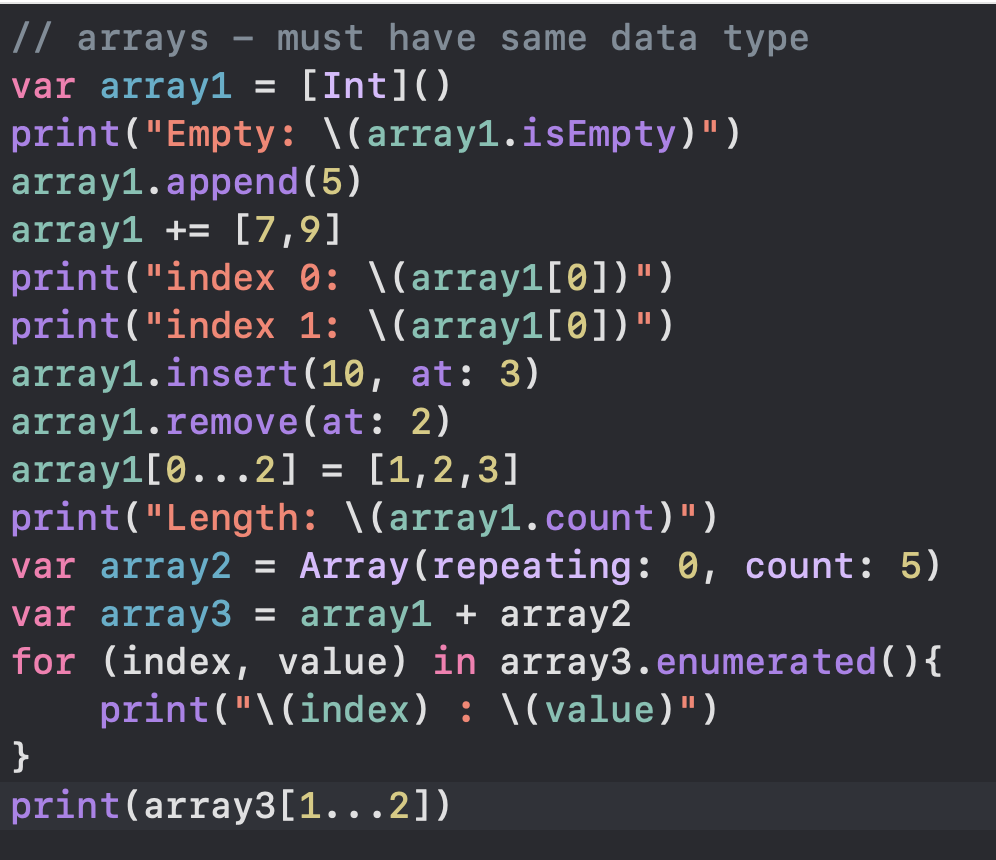 // arrays – must have same data type
var array1 = [Int]()
print("Empty: \(array1.isEmpty)")
array1.append(5)
array1 += [7,9]
print("index 0: \(array1[0])")
print("index 1: \(array1[0])")
array1.insert(10, at: 3)
array1.remove(at: 2)
array1[0...2] = [1,2,3]
print("Length: \(array1.count)")
var array2 = Array(repeating: 0, count: 5)
var array3 = array1 + array2
for (index, value) in array3.enumerated(){
    print("\(index) : \(value)")
}
print(array3[1...2])